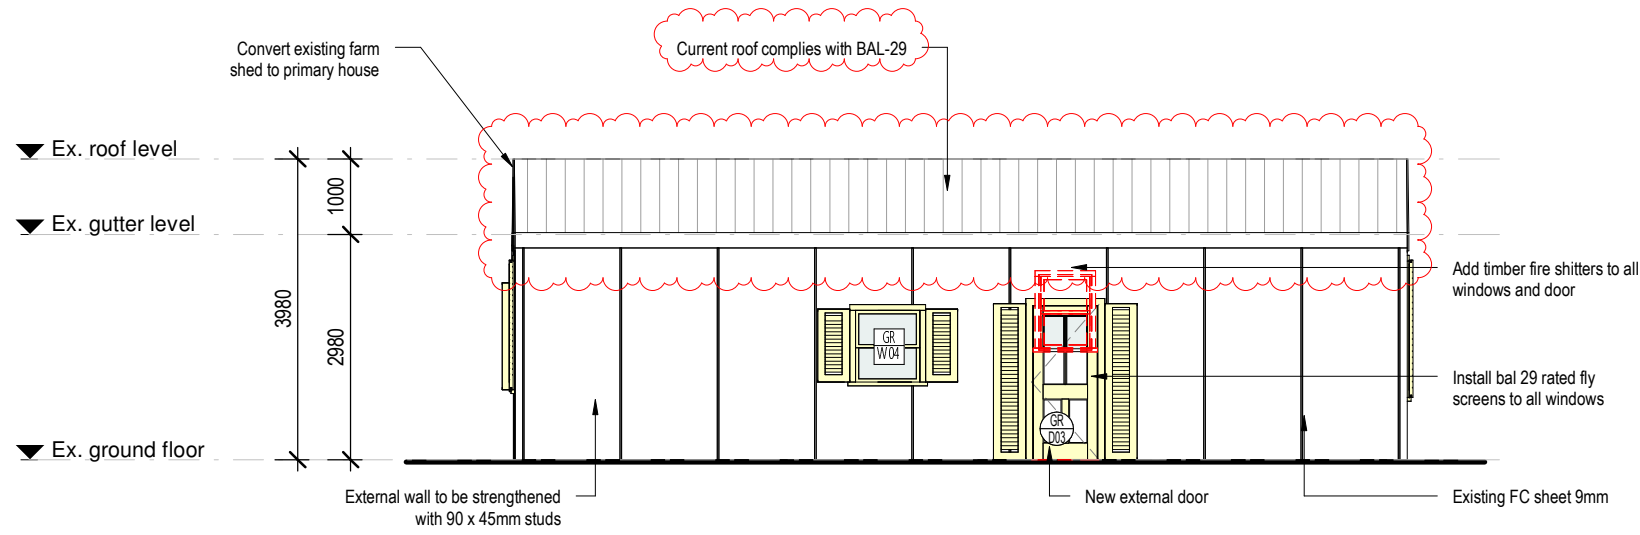 Convert existing farm
shed to primary house
Current roof complies with BAL-29
Ex. roof level
1000
Ex. gutter level
3980
2980
Add timber fire shitters to all
windows and door
GR
W04
Install bal 29 rated fly
screens to all windows
GR
D03
Ex. ground floor
External wall to be strengthened
with 90 x 45mm studs
New external door
Existing FC sheet 9mm